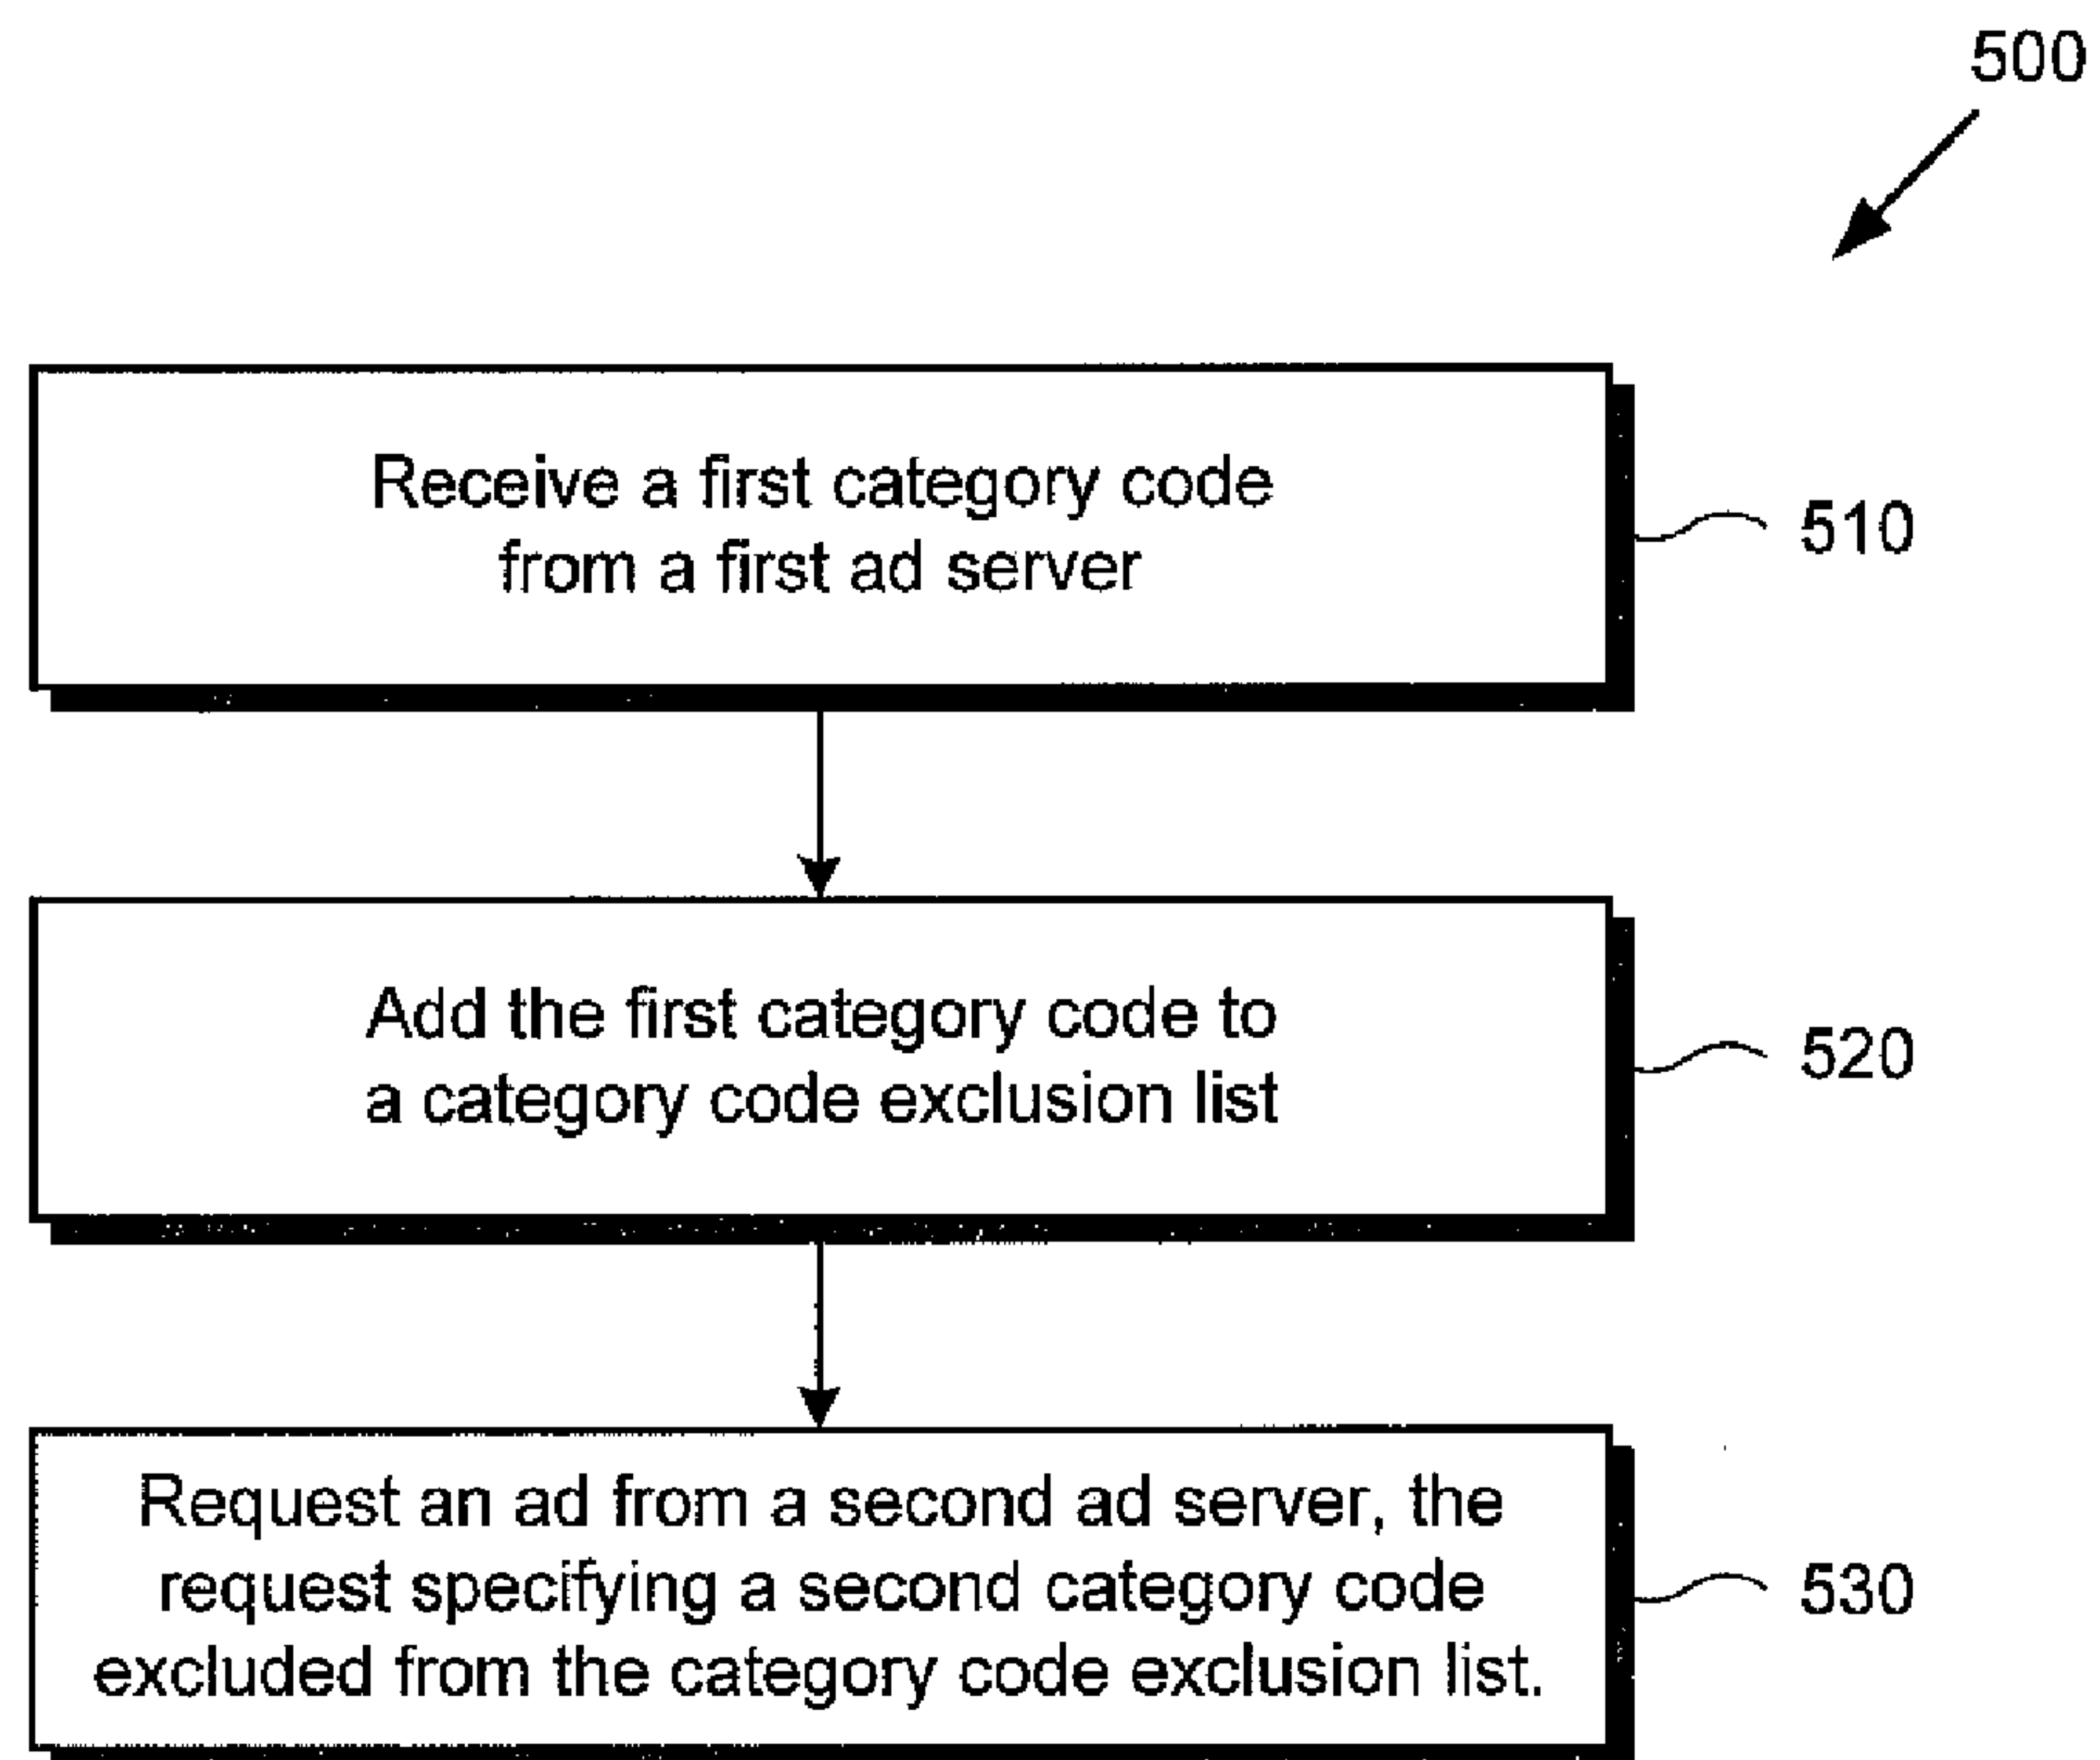 500
Receive a first category code
from a first ad server
510
Add the first category code to
a category code exclusion list
520
Request an ad from a second ad server, the
request specifying a second category code
excluded from the category code exclusion list.
530